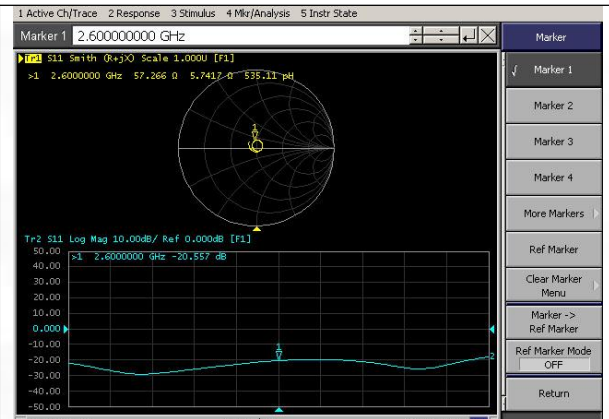 1 Active Ch/Trace 2 Response 3 Stimulus 4 Mkr/Analysis 5 Instr State
Marker 1 2.600000000 GHz
Marker
Tr1 S11 Smith (R+jX) Scale 1.000U [F1]
>1 2.6000000 GHz 57.266 Ω 5.7417 Ω 535.11 pH
1
√ Marker 1
Marker 2
Marker 3
Marker 4
More Markers
Ref Marker
Clear Marker
Menu
Marker ->
Ref Marker
Ref Marker Mode
OFF
Return
Tr2 S11 Log Mag 10.00dB/ Ref 0.000dB [F1]
50.00
>1 2.6000000 GHz -20.557 dB
40.00
30.00
20.00
10.00
0.000
-10.00
1
-20.00
2
-30.00
-40.00
-50.00